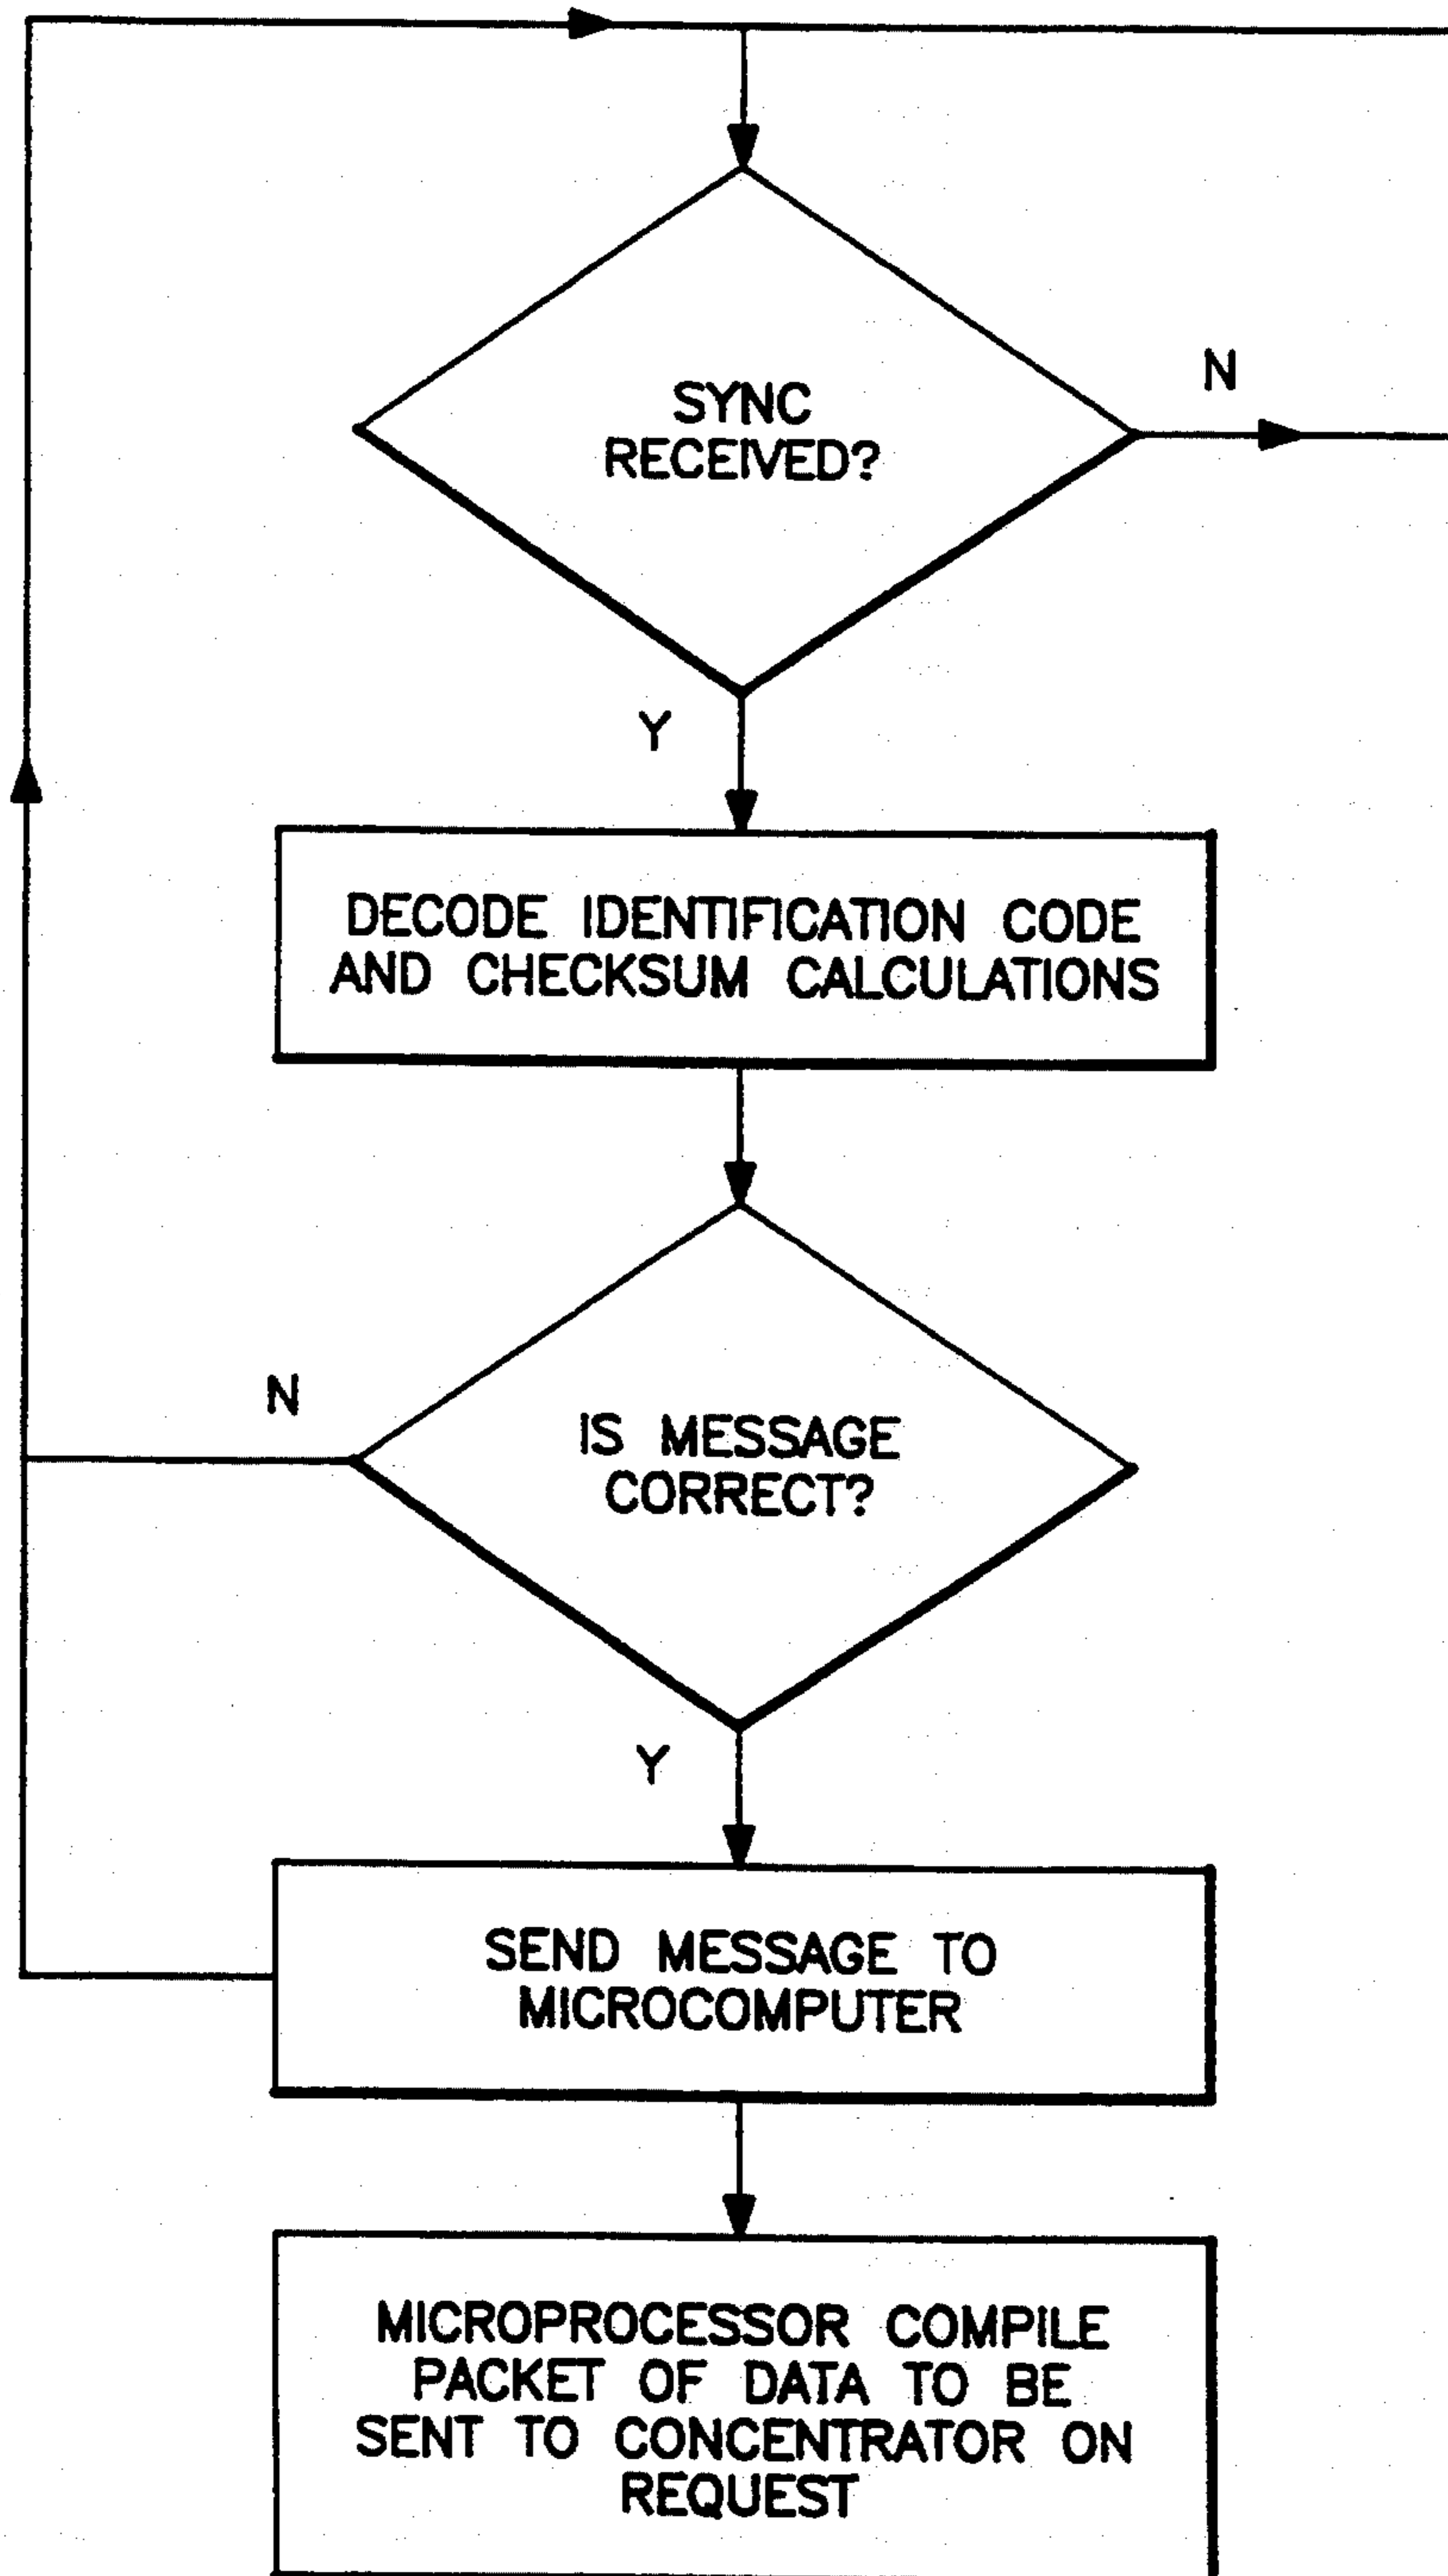 SYNC
RECEIVED?
N
Y
DECODE IDENTIFICATION CODE
AND CHECKSUM CALCULATIONS
N
IS MESSAGE
CORRECT?
Y
SEND MESSAGE TO
MICROCOMPUTER
MICROPROCESSOR COMPILE
PACKET OF DATA TO BE
SENT TO CONCENTRATOR ON
REQUEST